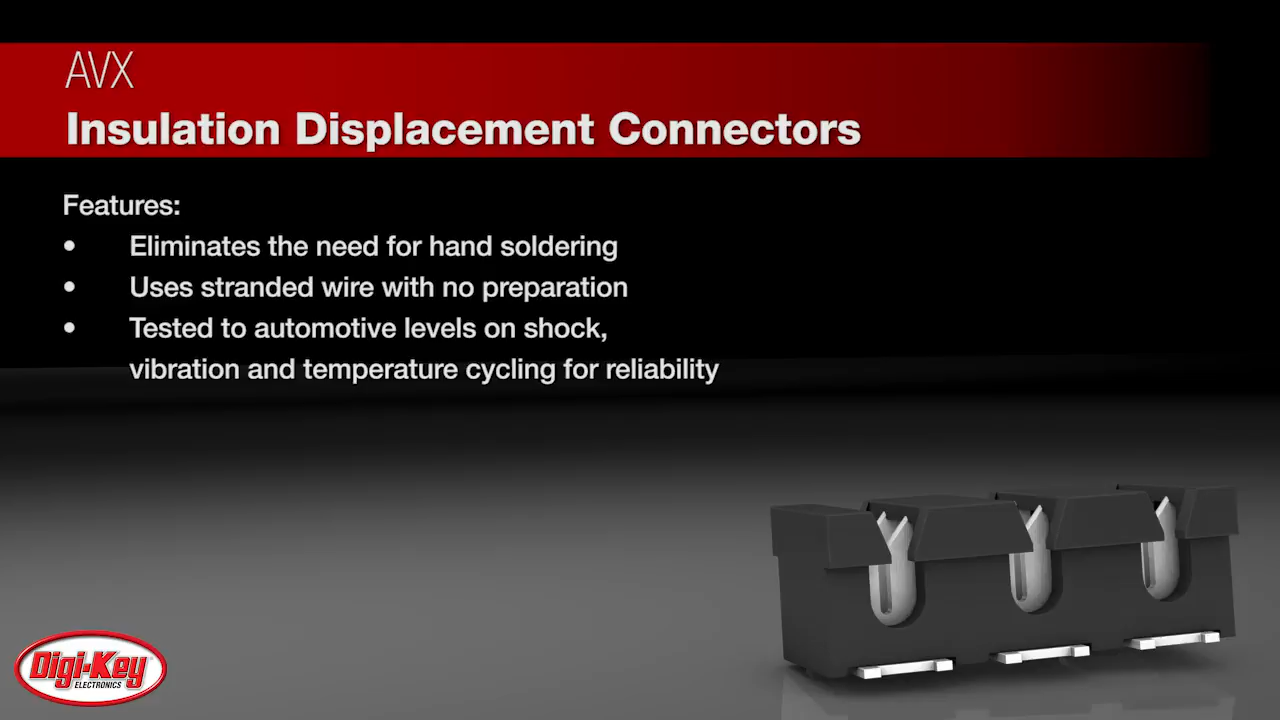 AVX
Insulation Displacement Connectors
Features:
• Eliminates the need for hand soldering
• Uses stranded wire with no preparation
• Tested to automotive levels on shock,
vibration and temperature cycling for reliability
Digi-Key
ELECTRONICS